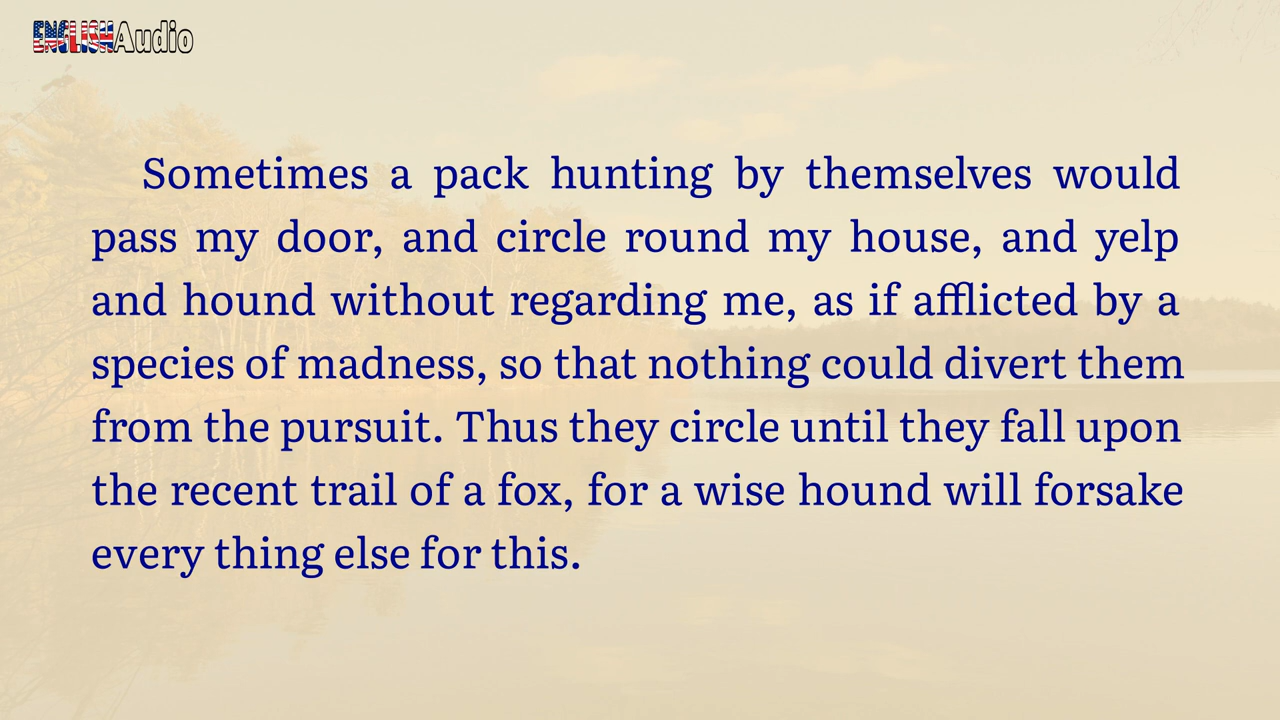 ENGLISHAudio
Sometimes a pack hunting by themselves would
pass my door, and circle round my house, and yelp
and hound without regarding me, as if afflicted by a
species of madness, so that nothing could divert them
from the pursuit. Thus they circle until they fall upon
the recent trail of a fox, for a wise hound will forsake
every thing else for this.